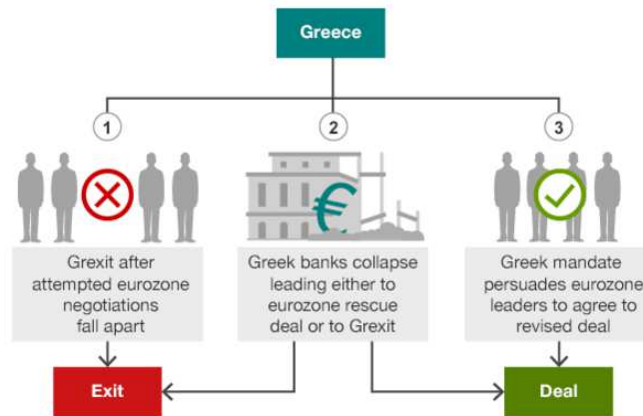 Greece
1
2
3
Grexit after
attempted eurozone
negotiations
fall apart
Greek banks collapse
leading either to
eurozone rescue
deal or to Grexit
Greek mandate
persuades eurozone
leaders to agree to
revised deal
Exit
Deal